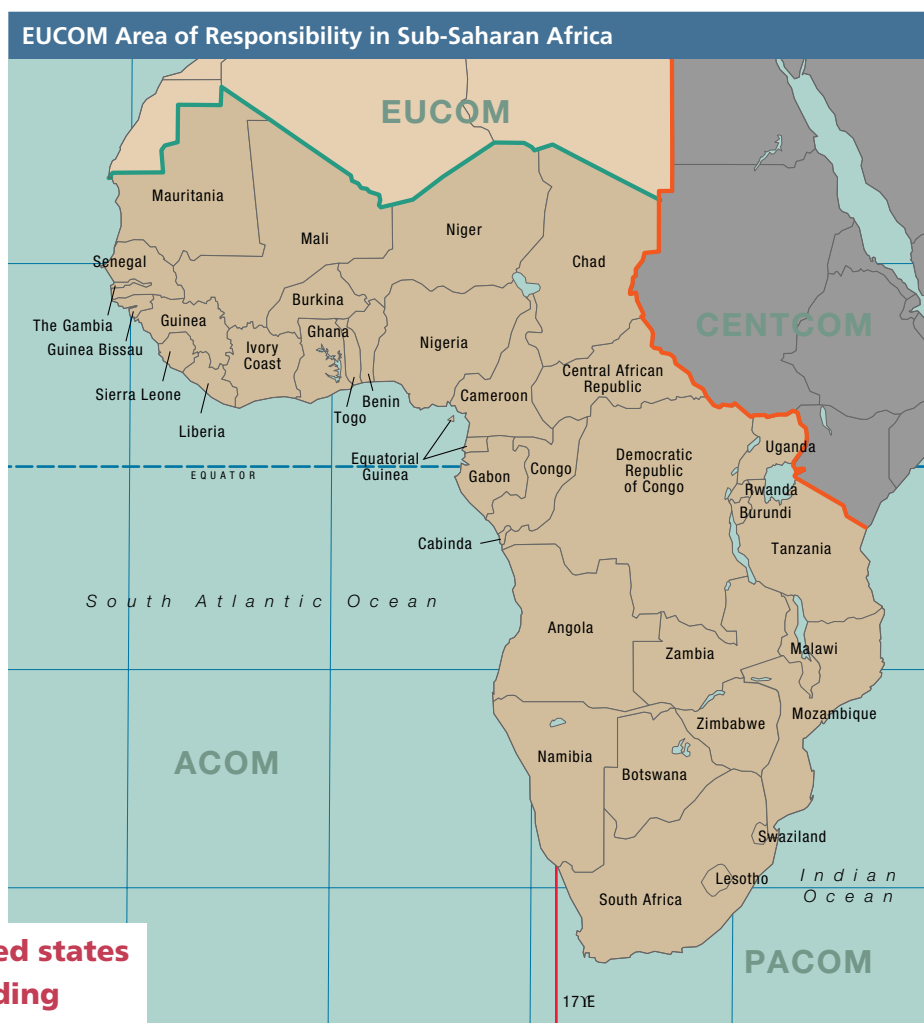 EUCOM Area of Responsibility in Sub-Saharan Africa
EUCOM
Mauritania
Mali
Niger
Chad
Senegal
The Gambia
Guinea Bissau
Guinea
Burkina
Ghana
Ivory
Coast
Nigeria
CENTCOM
Sierra Leone
Liberia
Togo
Benin
Cameroon
Central African
Republic
Equatorial
Guinea
EQUATOR
Gabon
Congo
Democratic
Republic
of Congo
Uganda
Rwanda
Burundi
Cabinda
Tanzania
South Atlantic Ocean
Angola
Zambia
Malawi
Mozambique
Zimbabwe
ACOM
Namibia
Botswana
Swaziland
Lesotho
South Africa
Indian
Ocean
PACOM
ed states
ding
17ϓE